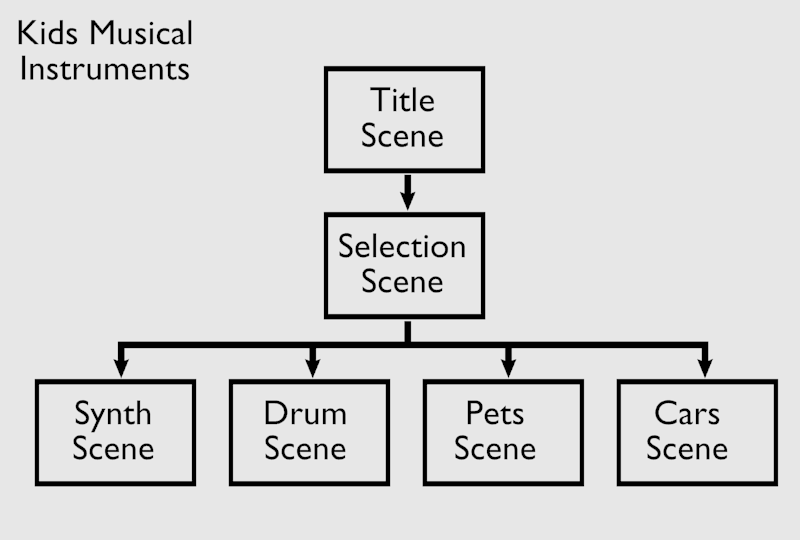 Kids Musical
Instruments
Title
Scene
Selection
Scene
Synth
Scene
Drum
Scene
Pets
Scene
Cars
Scene